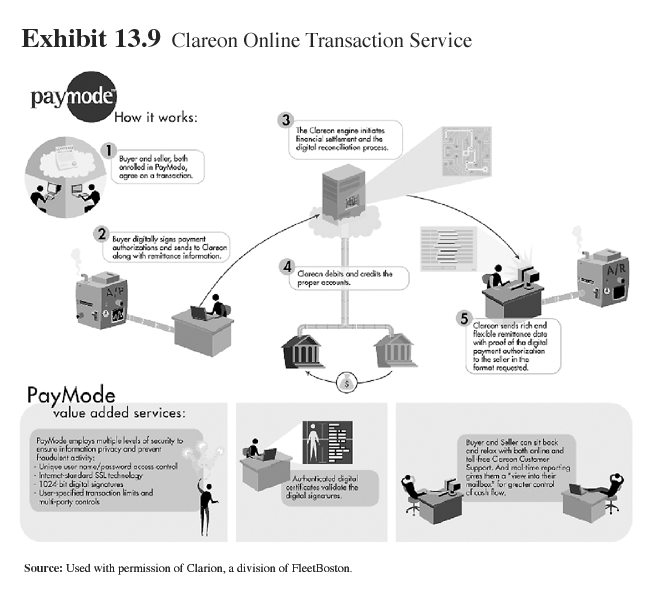 Exhibit 13.9 Clareon Online Transaction Service
paymode™
How it works:
1
Buyer and seller, both
enrolled in PayMode,
agree on a transaction.
2
Buyer digitally signs payment
authorizations and sends to Clareon
along with remittance information.
3
The Clareon engine initiates
financial settlement and the
digital reconciliation process.
4
Clareon debits and credits the
proper accounts.
5
Clareon sends rich and
flexible remittance data
with proof of the digital
payment authorization
to the seller in the
format requested.
A/P
A/R
$
PayMode
value added services:
PayMode employs multiple levels of security to
ensure information privacy and prevent
fraudulent activity:
- Unique user name/password access control
- Internet-standard SSL technology
- 1024 bit digital signatures
- User-specified transaction limits and
multi-party controls
Authenticated digital
certificates validate the
digital signatures.
Buyer and Seller can sit back
and relax with both online and
toll-free Clareon Customer
Support. And real-time reporting
gives them a "view into their
mailbox" for greater control
of cash flow.
Source: Used with permission of Clarion, a division of FleetBoston.